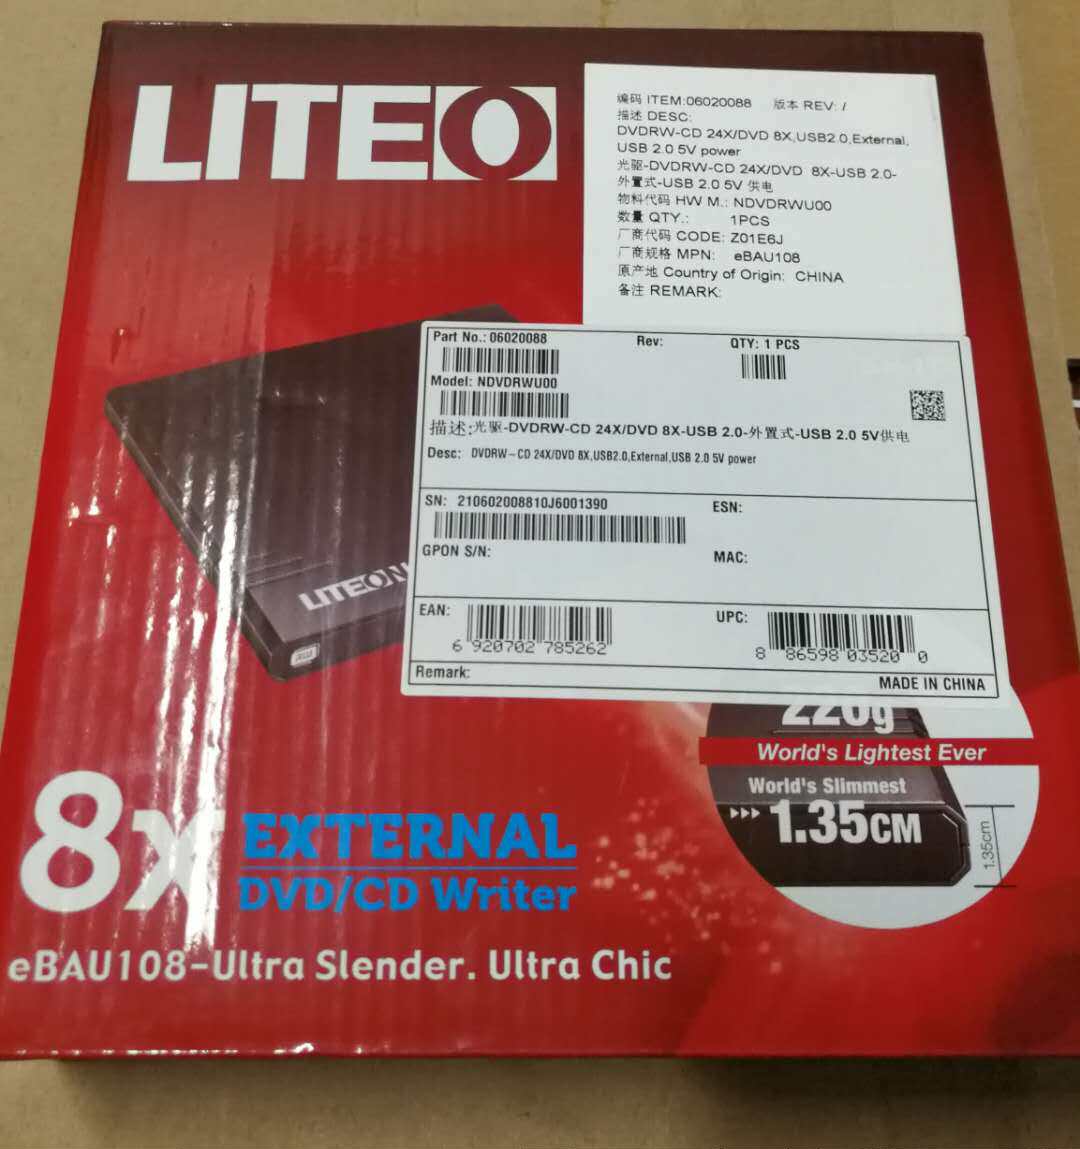 LITEO
编码 ITEM:06020088 版本 REV: /
描述 DESC:
DVDRW-CD 24X/DVD 8X,USB2.0,External,
USB 2.0 5V power
光驱-DVDRW-CD 24X/DVD 8X-USB 2.0-
外置式-USB 2.0 5V 供电
物料代码 HW M.: NDVDRWU00
数量 QTY.: 1PCS
厂商代码 CODE: Z01E6J
厂商规格 MPN: eBAU108
原产地 Country of Origin: CHINA
备注 REMARK:
Part No.: 06020088 Rev: QTY: 1 PCS
Model: NDVDRWU00
描述:光驱-DVDRW-CD 24X/DVD 8X-USB 2.0-外置式-USB 2.0 5V供电
Desc: DVDRW-CD 24X/DVD 8X,USB2.0,External,USB 2.0 5V power
SN: 210602008810J6001390 ESN:
GPON S/N: MAC:
EAN: UPC:
6 920702 785262 8 86598 03520 0
Remark: MADE IN CHINA
LITEON
220g
World's Lightest Ever
World's Slimmest
1.35CM
1.35cm
8x EXTERNAL
DVD/CD Writer
eBAU108-Ultra Slender. Ultra Chic